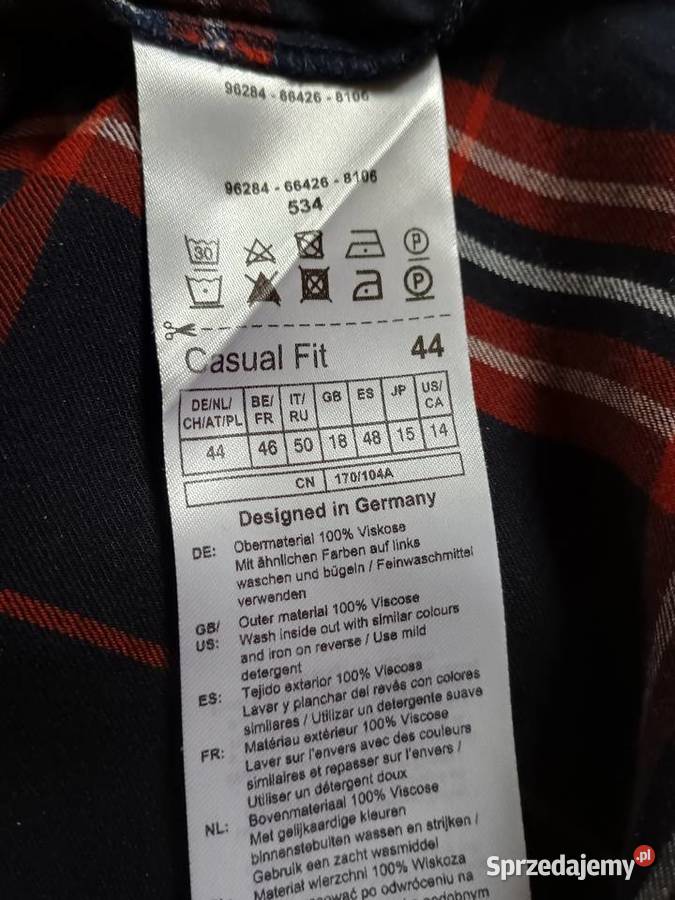 96284 - 66426 - 8106
96284 - 66426 - 8106
534
30
P
P
Casual Fit 44
DE/NL/ CH/AT/PL BE/ FR IT/ RU GB ES JP US/ CA
44 46 50 18 48 15 14
CN 170/104A
Designed in Germany
DE: Obermaterial 100% Viskose
Mit ähnlichen Farben auf links
waschen und bügeln / Feinwaschmittel
verwenden
GB/ US: Outer material 100% Viscose
Wash inside out with similar colours
and iron on reverse / Use mild
detergent
ES: Tejido exterior 100% Viscosa
Lavar y planchar del revés con colores
similares / Utilizar un detergente suave
FR: Matériau extérieur 100% Viscose
Laver sur l'envers avec des couleurs
similaires et repasser sur l'envers /
Utiliser un détergent doux
NL: Bovenmateriaal 100% Viscose
Met gelijkaardige kleuren
binnenstebuiten wassen en strijken /
Gebruik een zacht wasmiddel
Materiał wierzchni 100% Wiskoza
po odwróceniu na
Sprzedajemy .pl